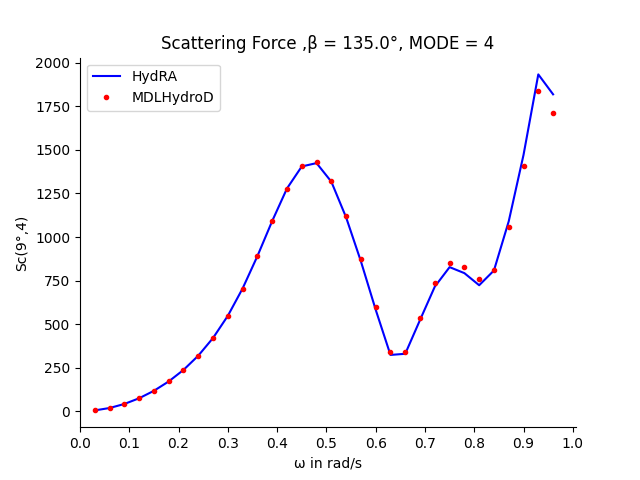 Scattering Force ,β = 135.0°, MODE = 4
HydRA
MDLHydroD
Sc(9°,4)
2000
1750
1500
1250
1000
750
500
250
0
0.0 0.1 0.2 0.3 0.4 0.5 0.6 0.7 0.8 0.9 1.0
ω in rad/s